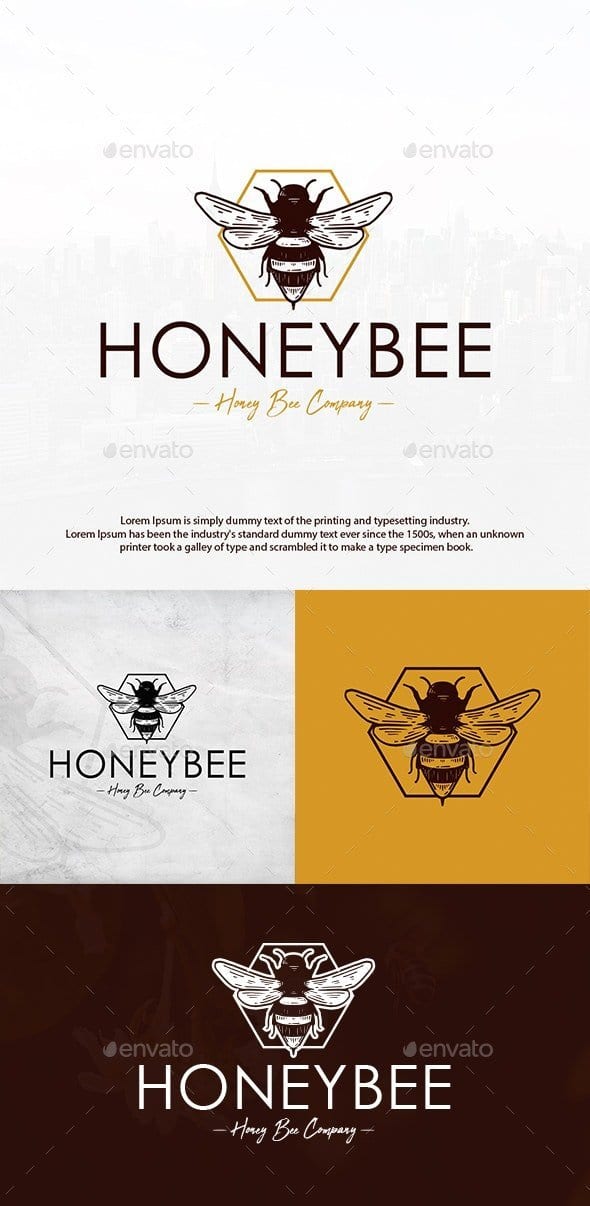 envato envato
HONEYBEE
— Honey Bee Company —
envato envato
Lorem Ipsum is simply dummy text of the printing and typesetting industry.
Lorem Ipsum has been the industry's standard dummy text ever since the 1500s, when an unknown
printer took a galley of type and scrambled it to make a type specimen book.
HONEYBEE
— Honey Bee Company —
envato envato
envato envato
HONEYBEE
— Honey Bee Company —